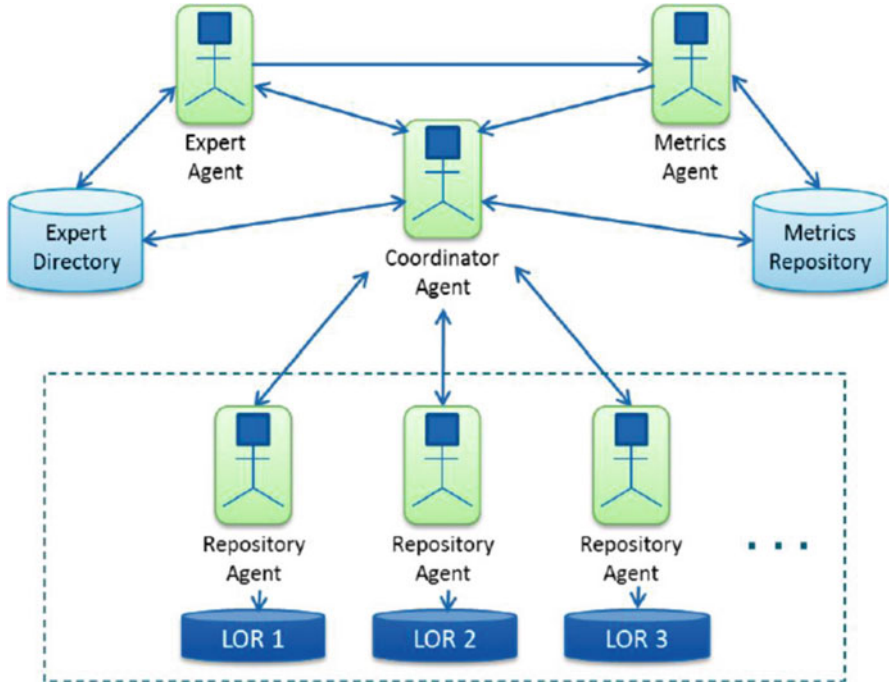 Expert
Agent
Metrics
Agent
Expert
Directory
Coordinator
Agent
Metrics
Repository
Repository
Agent
Repository
Agent
Repository
Agent
. . .
LOR 1
LOR 2
LOR 3